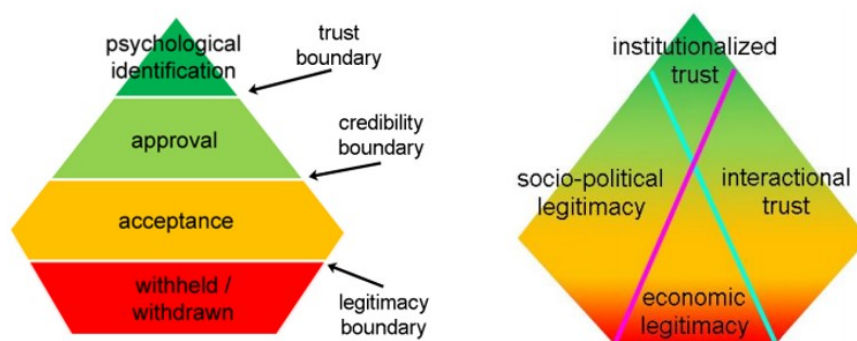 psychological
identification
trust
boundary
approval
credibility
boundary
acceptance
withheld /
withdrawn
legitimacy
boundary
institutionalized
trust
socio-political
legitimacy
interactional
trust
economic
legitimacy